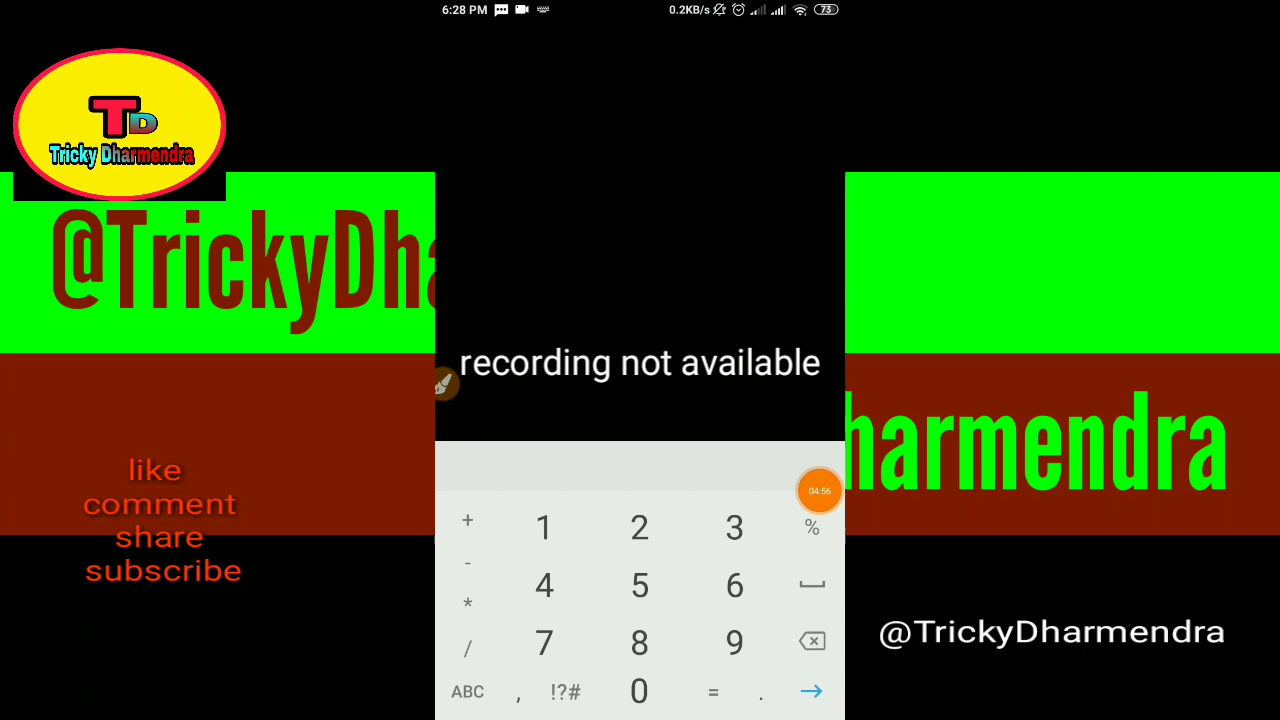 6:28 PM
0.2KB/s
73
TD
Tricky Dharmendra
@TrickyDha
recording not available
harmendra
04:56
like
comment
share
subscribe
+ 1 2 3 %
- 4 5 6
*
/ 7 8 9
ABC , !?# 0 = .
@TrickyDharmendra